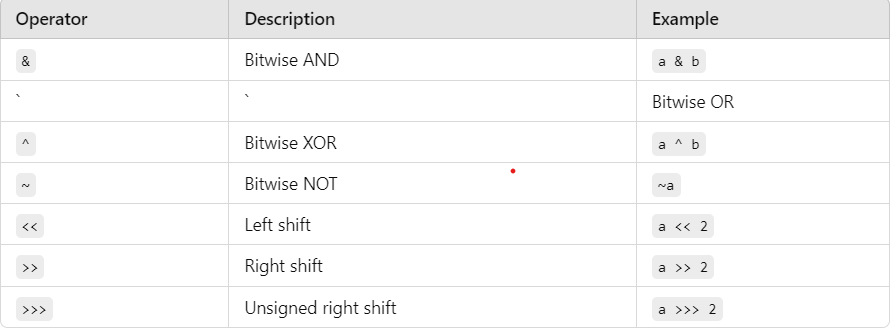 Operator Description Example
& Bitwise AND a & b
` ` Bitwise OR
^ Bitwise XOR a ^ b
~ Bitwise NOT ~a
<< Left shift a << 2
>> Right shift a >> 2
>>> Unsigned right shift a >>> 2